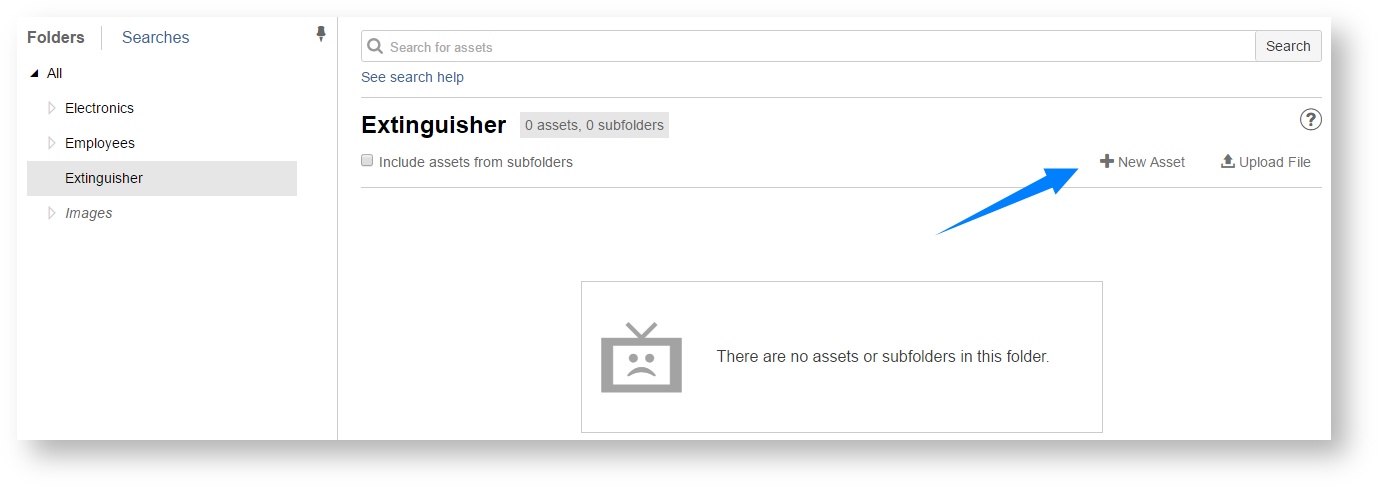 Folders
Searches
All
Electronics
Employees
Extinguisher
Images
Search for assets
Search
See search help
Extinguisher
0 assets, 0 subfolders
?
Include assets from subfolders
New Asset
Upload File
There are no assets or subfolders in this folder.